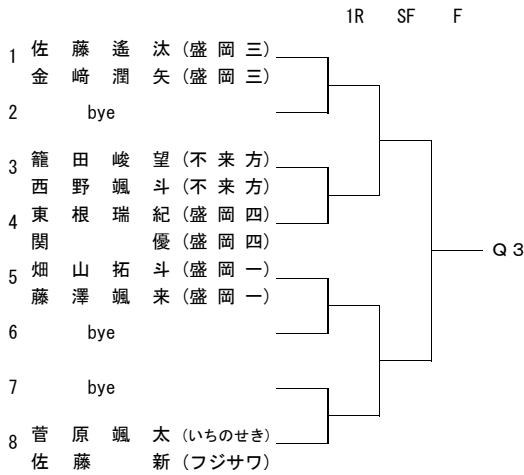 1R SF F
1 佐藤遙汰(盛岡三)
金﨑潤矢(盛岡三)
2 bye
3 籠田峻望(不来方)
西野颯斗(不来方)
4 東根瑞紀(盛岡四)
関優(盛岡四)
Q3
5 畑山拓斗(盛岡一)
藤澤颯来(盛岡一)
6 bye
7 bye
8 菅原颯太(いちのせき)
佐藤新(フジサワ)